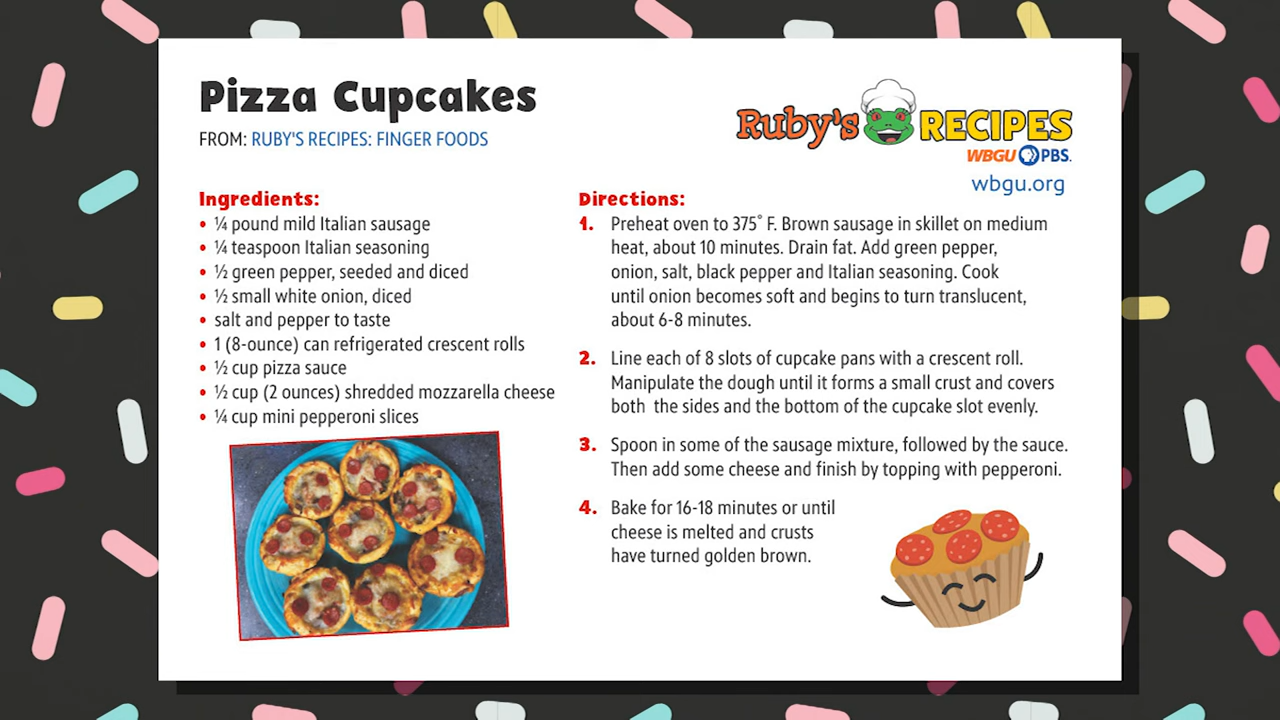 Pizza Cupcakes
FROM: RUBY'S RECIPES: FINGER FOODS
Ruby's RECIPES
WBGU PBS.
wbgu.org
Ingredients:
• ¼ pound mild Italian sausage
• ¼ teaspoon Italian seasoning
• ½ green pepper, seeded and diced
• ½ small white onion, diced
• salt and pepper to taste
• 1 (8-ounce) can refrigerated crescent rolls
• ½ cup pizza sauce
• ½ cup (2 ounces) shredded mozzarella cheese
• ¼ cup mini pepperoni slices
Directions:
1. Preheat oven to 375° F. Brown sausage in skillet on medium
heat, about 10 minutes. Drain fat. Add green pepper,
onion, salt, black pepper and Italian seasoning. Cook
until onion becomes soft and begins to turn translucent,
about 6-8 minutes.
2. Line each of 8 slots of cupcake pans with a crescent roll.
Manipulate the dough until it forms a small crust and covers
both the sides and the bottom of the cupcake slot evenly.
3. Spoon in some of the sausage mixture, followed by the sauce.
Then add some cheese and finish by topping with pepperoni.
4. Bake for 16-18 minutes or until
cheese is melted and crusts
have turned golden brown.